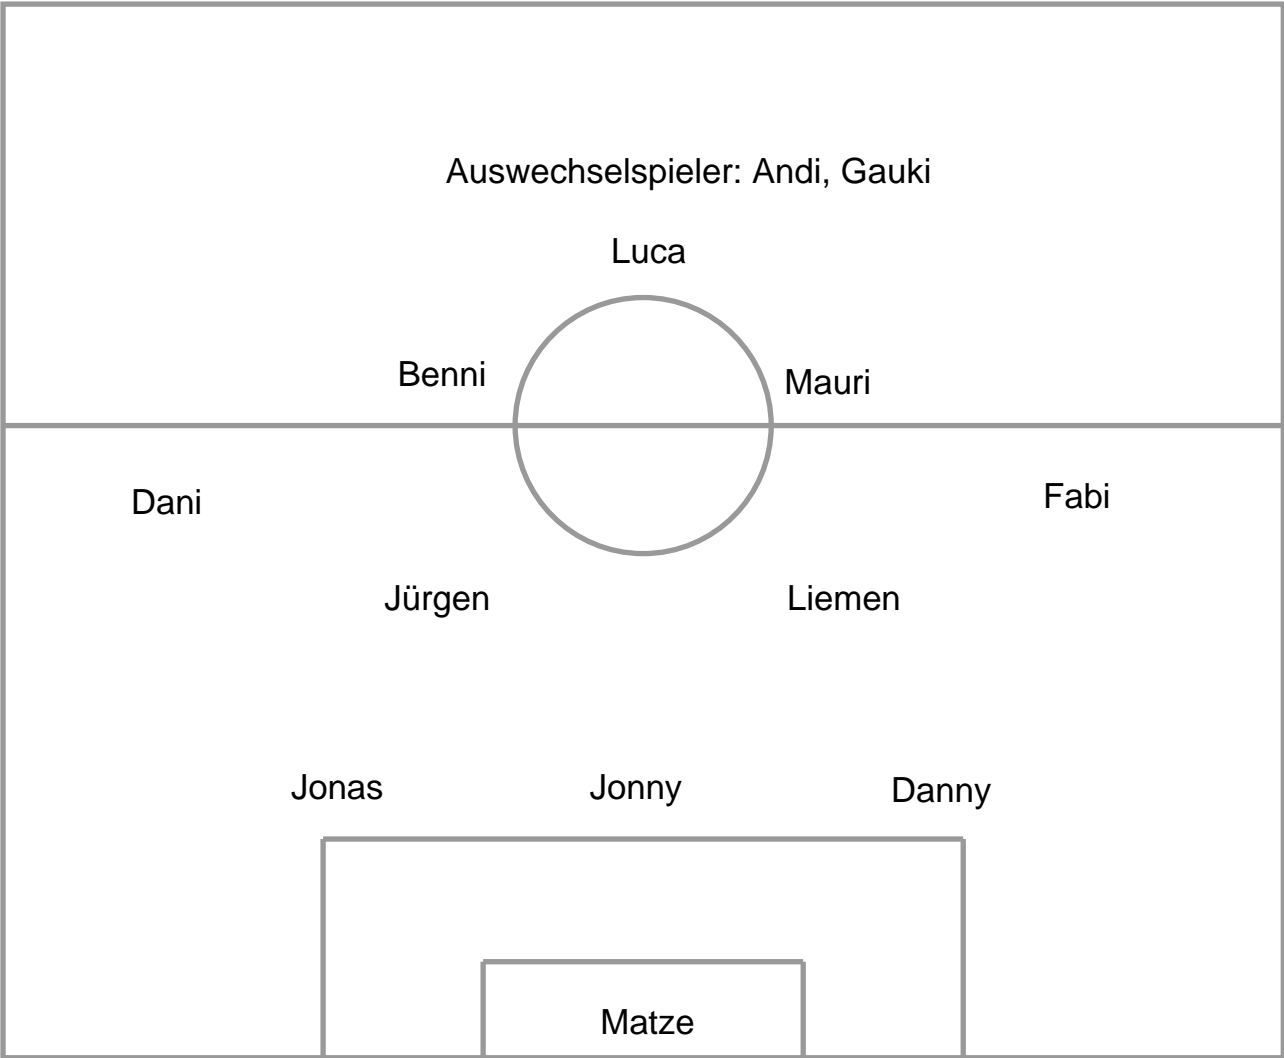 Auswechselspieler: Andi, Gauki
Luca
Benni
Mauri
Dani
Fabi
Jürgen
Liemen
Jonas
Jonny
Danny
Matze